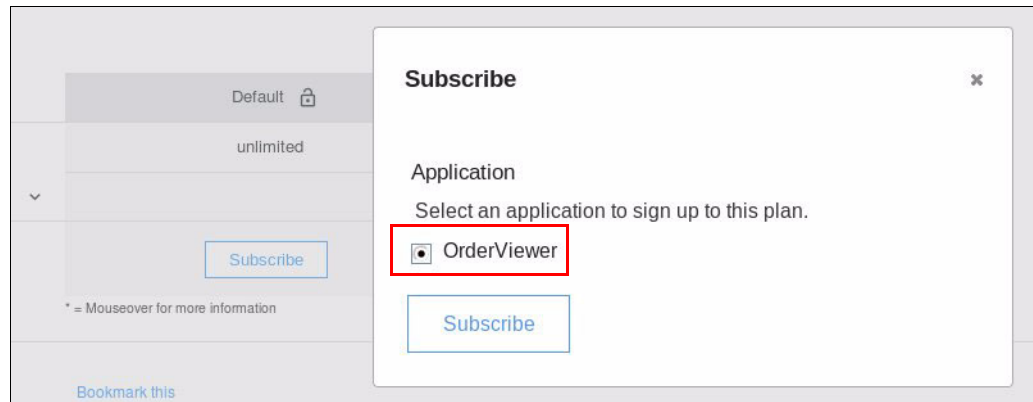 Default
unlimited
Subscribe
* = Mouseover for more information
Bookmark this
Subscribe
Application
Select an application to sign up to this plan.
OrderViewer
Subscribe